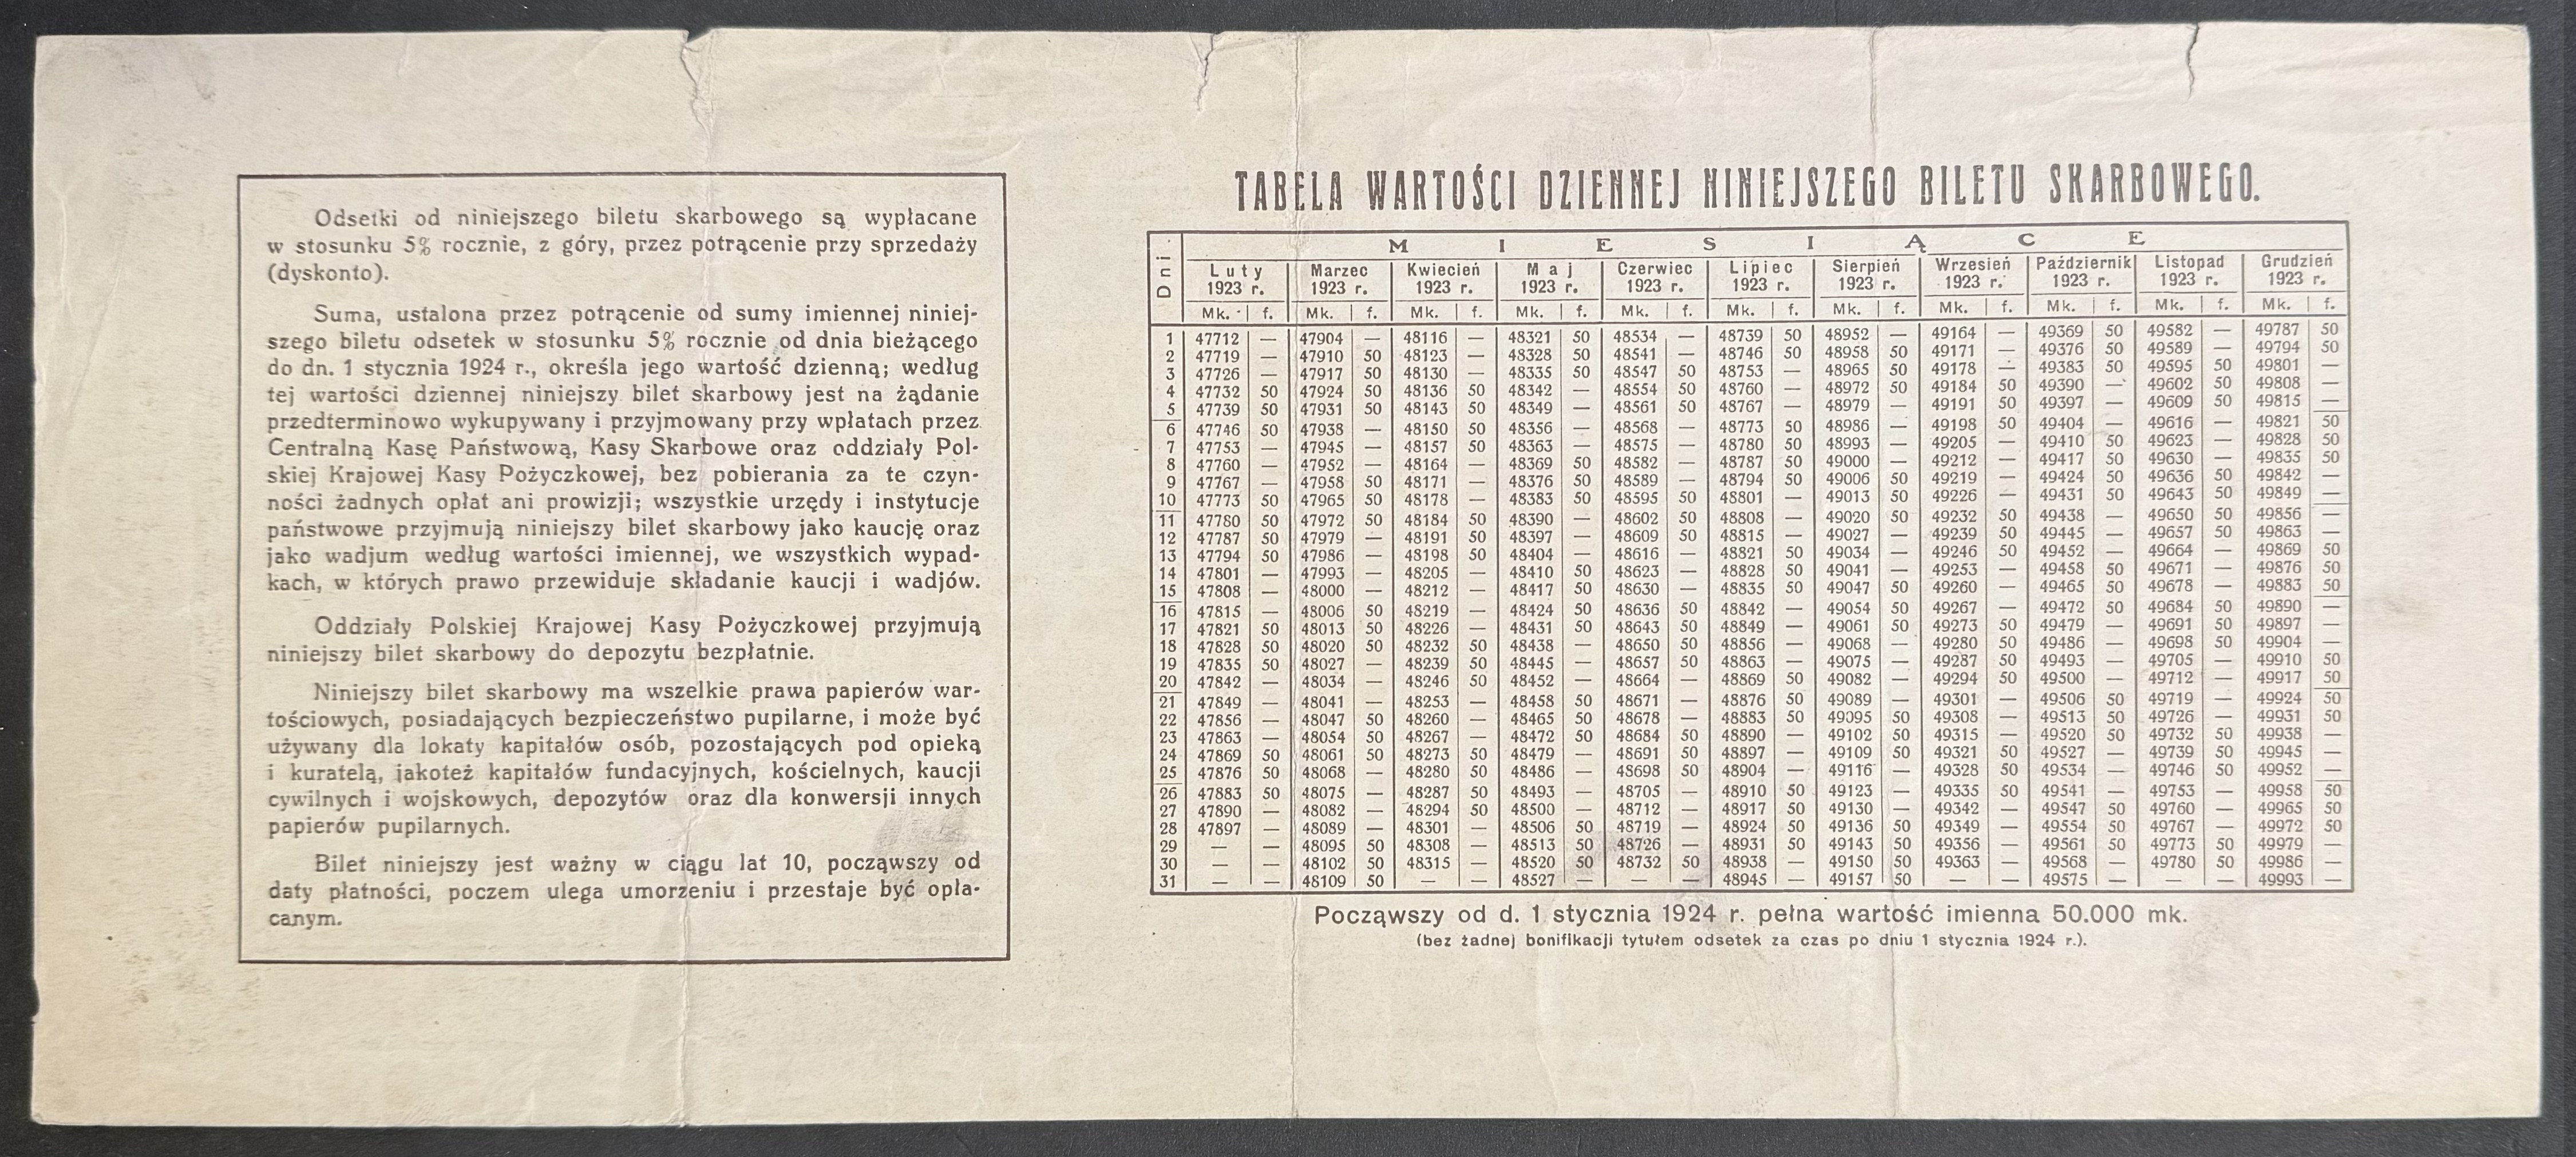 Odsetki od niniejszego biletu skarbowego są wypłacane
w stosunku 5% rocznie, z góry, przez potrącenie przy sprzedaży
(dyskonto).
Suma, ustalona przez potrącenie od sumy imiennej niniej-
szego biletu odsetek w stosunku 5% rocznie od dnia bieżącego
do dn. 1 stycznia 1924 r., określa jego wartość dzienną; według
tej wartości dziennej niniejszy bilet skarbowy jest na żądanie
przedterminowo wykupywany i przyjmowany przy wpłatach przez
Centralną Kasę Państwową, Kasy Skarbowe oraz oddziały Pol-
skiej Krajowej Kasy Pożyczkowej, bez pobierania za te czyn-
ności żadnych opłat ani prowizji; wszystkie urzędy i instytucje
państwowe przyjmują niniejszy bilet skarbowy jako kaucję oraz
jako wadjum według wartości imiennej, we wszystkich wypad-
kach, w których prawo przewiduje składanie kaucji i wadjów.
Oddziały Polskiej Krajowej Kasy Pożyczkowej przyjmują
niniejszy bilet skarbowy do depozytu bezpłatnie.
Niniejszy bilet skarbowy ma wszelkie prawa papierów war-
tościowych, posiadających bezpieczeństwo pupilarne, i może być
używany dla lokaty kapitałów osób, pozostających pod opieką
i kuratelą, jakoteż kapitałów fundacyjnych, kościelnych, kaucji
cywilnych i wojskowych, depozytów oraz dla konwersji innych
papierów pupilarnych.
Bilet niniejszy jest ważny w ciągu lat 10, począwszy od
daty płatności, poczem ulega umorzeniu i przestaje być opła-
canym.
TABELA WARTOŚCI DZIENNEJ NINIEJSZEGO BILETU SKARBOWEGO.
Dni
MIESIĄCE
Luty Marzec Kwiecień Maj Czerwiec Lipiec Sierpień Wrzesień Październik Listopad Grudzień
1923 r. 1923 r. 1923 r. 1923 r. 1923 r. 1923 r. 1923 r. 1923 r. 1923 r. 1923 r. 1923 r.
Mk. f. Mk. f. Mk. f. Mk. f. Mk. f. Mk. f. Mk. f. Mk. f. Mk. f. Mk. f. Mk. f.
1 47712 — 47904 — 48116 — 48321 50 48534 — 48739 50 48952 — 49164 — 49369 50 49582 — 49787 50
2 47719 — 47910 50 48123 — 48328 50 48541 — 48746 50 48958 50 49171 — 49376 50 49589 — 49794 50
3 47726 — 47917 50 48130 — 48335 50 48547 50 48753 — 48965 50 49178 — 49383 50 49595 50 49801 —
4 47732 50 47924 50 48136 50 48342 — 48554 50 48760 — 48972 50 49184 50 49390 — 49602 50 49808 —
5 47739 50 47931 50 48143 50 48349 — 48561 50 48767 — 48979 — 49191 50 49397 — 49609 50 49815 —
6 47746 50 47938 — 48150 50 48356 — 48568 — 48773 50 48986 — 49198 50 49404 — 49616 — 49821 50
7 47753 — 47945 — 48157 50 48363 — 48575 — 48780 50 48993 — 49205 — 49410 50 49623 — 49828 50
8 47760 — 47952 — 48164 — 48369 50 48582 — 48787 50 49000 — 49212 — 49417 50 49630 — 49835 50
9 47767 — 47958 50 48171 — 48376 50 48589 — 48794 50 49006 50 49219 — 49424 50 49636 50 49842 —
10 47773 50 47965 50 48178 — 48383 50 48595 50 48801 — 49013 50 49226 — 49431 50 49643 50 49849 —
11 47780 50 47972 50 48184 50 48390 — 48602 50 48808 — 49020 50 49232 50 49438 — 49650 50 49856 —
12 47787 50 47979 — 48191 50 48397 — 48609 50 48815 — 49027 — 49239 50 49445 — 49657 50 49863 —
13 47794 50 47986 — 48198 50 48404 — 48616 — 48821 50 49034 — 49246 50 49452 — 49664 — 49869 50
14 47801 — 47993 — 48205 — 48410 50 48623 — 48828 50 49041 — 49253 — 49458 50 49671 — 49876 50
15 47808 — 48000 — 48212 — 48417 50 48630 — 48835 50 49047 50 49260 — 49465 50 49678 — 49883 50
16 47815 — 48006 50 48219 — 48424 50 48636 50 48842 — 49054 50 49267 — 49472 50 49684 50 49890 —
17 47821 50 48013 50 48226 — 48431 50 48643 50 48849 — 49061 50 49273 50 49479 — 49691 50 49897 —
18 47828 50 48020 50 48232 50 48438 — 48650 50 48856 — 49068 — 49280 50 49486 — 49698 50 49904 —
19 47835 50 48027 — 48239 50 48445 — 48657 50 48863 — 49075 — 49287 50 49493 — 49705 — 49910 50
20 47842 — 48034 — 48246 50 48452 — 48664 — 48869 50 49082 — 49294 50 49500 — 49712 — 49917 50
21 47849 — 48041 — 48253 — 48458 50 48671 — 48876 50 49089 — 49301 — 49506 50 49719 — 49924 50
22 47856 — 48047 50 48260 — 48465 50 48678 — 48883 50 49095 50 49308 — 49513 50 49726 — 49931 50
23 47863 — 48054 50 48267 — 48472 50 48684 50 48890 — 49102 50 49315 — 49520 50 49732 50 49938 —
24 47869 50 48061 50 48273 50 48479 — 48691 50 48897 — 49109 50 49321 50 49527 — 49739 50 49945 —
25 47876 50 48068 — 48280 50 48486 — 48698 50 48904 — 49116 — 49328 50 49534 — 49746 50 49952 —
26 47883 50 48075 — 48287 50 48493 — 48705 — 48910 50 49123 — 49335 50 49541 — 49753 — 49958 50
27 47890 — 48082 — 48294 50 48500 — 48712 — 48917 50 49130 — 49342 — 49547 50 49760 — 49965 50
28 47897 — 48089 — 48301 — 48506 50 48719 — 48924 50 49136 50 49349 — 49554 50 49767 — 49972 50
29 — — 48095 50 48308 — 48513 50 48726 — 48931 50 49143 50 49356 — 49561 50 49773 50 49979 —
30 — — 48102 50 48315 — 48520 50 48732 50 48938 — 49150 50 49363 — 49568 — 49780 50 49986 —
31 — — 48109 50 — — 48527 — — — 48945 — 49157 50 — — 49575 — — — 49993 —
Począwszy od d. 1 stycznia 1924 r. pełna wartość imienna 50.000 mk.
(bez żadnej bonifikacji tytułem odsetek za czas po dniu 1 stycznia 1924 r.).